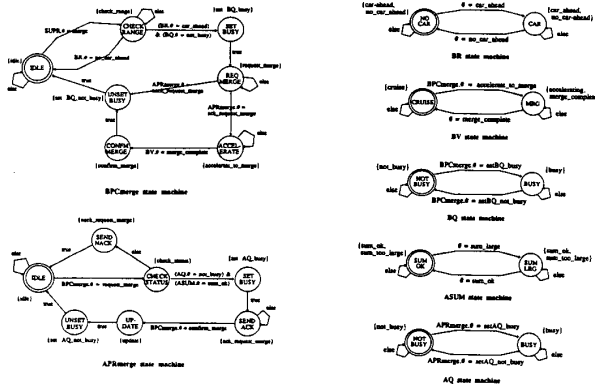 {check_range}
else
CHECK
RANGE
(BR.# = car_ahead)
& (BQ.# = not_busy)
{set BQ_busy}
SET
BUSY
SUPR.# = merge
BR.# = no_car_ahead
true
{idle}
IDLE
else
true
{request_merge}
REQ
MERGE
else
APRmerge.# =
nack_request_merge
UNSET
BUSY
{set BQ_not_busy}
APRmerge.# =
ack_request_merge
true
CONFM
MERGE
{confirm_merge}
BV.# = merge_complete
ACCEL-
ERATE
else
{accelerate_to_merge}
BPCmerge state machine
{nack_request_merge}
SEND
NACK
true
else
{check_status}
CHECK
STATUS
(AQ.# = not_busy) &
(ASUM.# = sum_ok)
{set AQ_busy}
SET
BUSY
else
IDLE
{idle}
BPCmerge.# = request_merge
true
true
UNSET
BUSY
{set AQ_not_busy}
true
UP-
DATE
{update}
BPCmerge.# = confirm_merge
SEND
ACK
else
{ack_request_merge}
APRmerge state machine
{car-ahead,
no_car_ahead}
# = car_ahead
{car_ahead,
no_car-ahead}
NO
CAR
CAR
else
# = no_car_ahead
else
BR state machine
{cruise}
BPCmerge.# = accelerate_to_merge
{accelerating,
merge_complete}
CRUISE
MRG
else
# = merge_complete
else
BV state machine
{not_busy}
BPCmerge.# = setBQ_busy
{busy}
NOT
BUSY
BUSY
else
BPCmerge.# = setBQ_not_busy
else
BQ state machine
{sum_ok,
sum_too_large}
# = sum_large
{sum_ok,
sum_too_large}
SUM
OK
SUM
LRG
else
# = sum_ok
else
ASUM state machine
{not_busy}
APRmerge.# = setAQ_busy
{busy}
NOT
BUSY
BUSY
else
APRmerge.# = setAQ_not_busy
else
AQ state machine